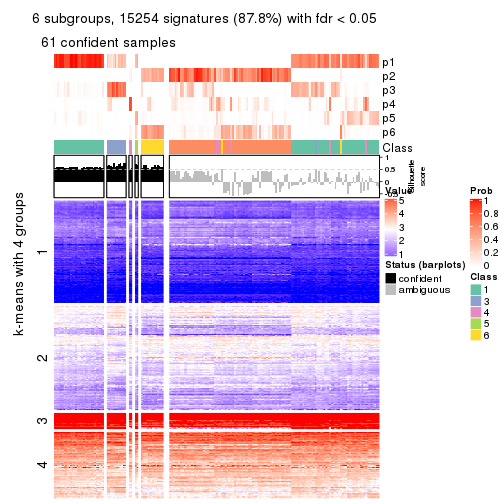 6 subgroups, 15254 signatures (87.8%) with fdr < 0.05
61 confident samples
p1
p2
p3
p4
p5
p6
Class
1
0.5
0
-0.5
Silhouette
score
k-means with 4 groups
1
2
3
4
Value
5
4
3
2
1
Status (barplots)
confident
ambiguous
Prob
1
0.8
0.6
0.4
0.2
0
Class
1
3
4
5
6